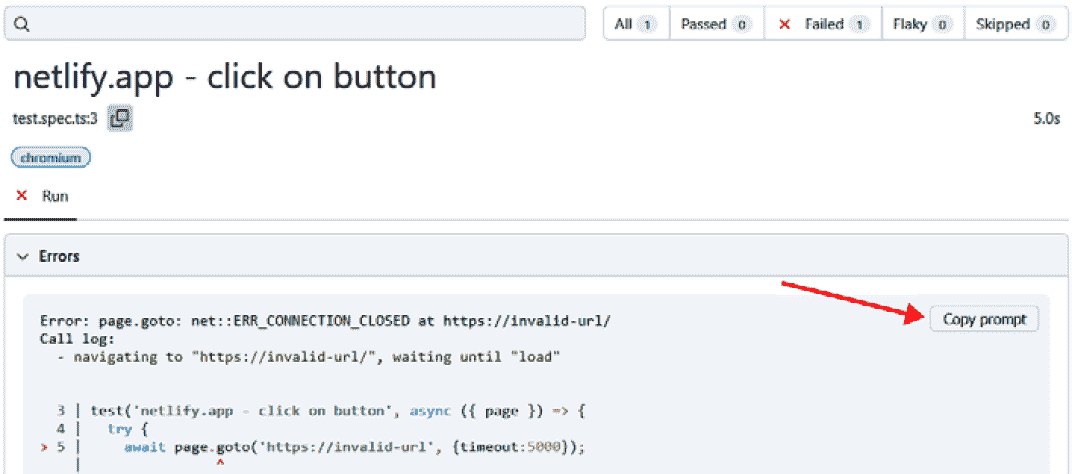 All 1 Passed 0 × Failed 1 Flaky 0 Skipped 0
netlify.app - click on button
test.spec.ts:3 5.0s
chromium
× Run
Errors
Copy prompt
Error: page.goto: net::ERR_CONNECTION_CLOSED at https://invalid-url/
Call log:
- navigating to "https://invalid-url/", waiting until "load"
3 | test('netlify.app - click on button', async ({ page }) => {
4 | try {
> 5 | await page.goto('https://invalid-url', {timeout:5000});
| ^